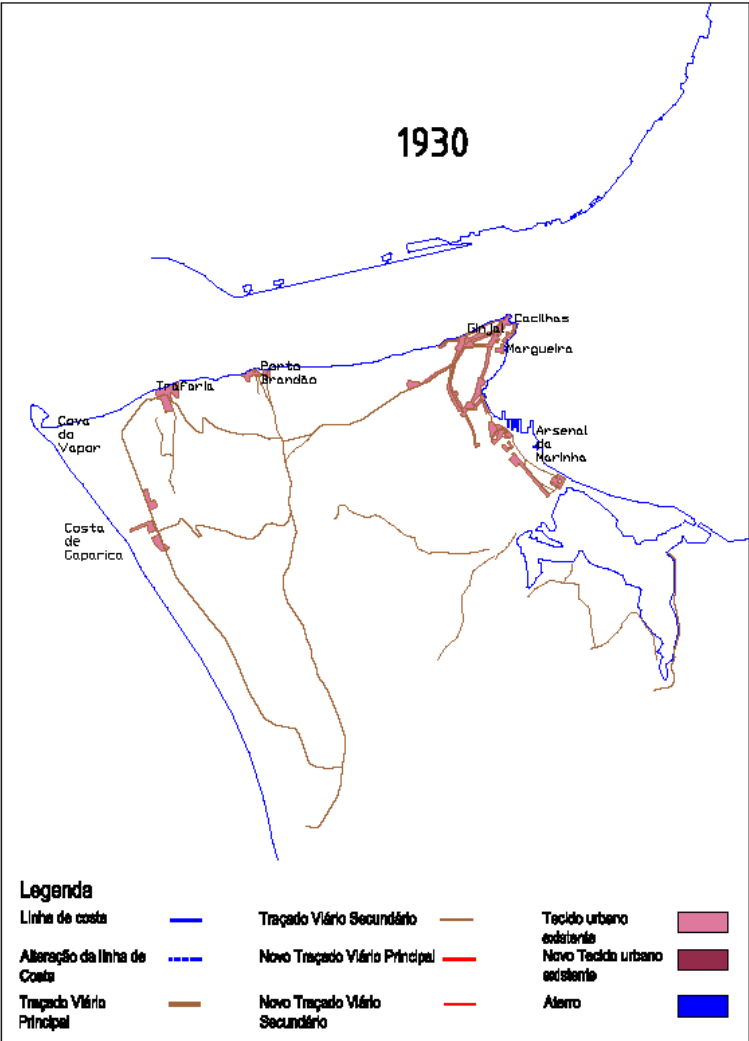 1930
Cacilhas
Ginjal
Margueira
Porto
Brandão
Trafaria
Cova
do
Vapor
Arsenal
da
Marinha
Costa
de
Caparica
Legenda
Linha de costa
Traçado Viário Secundário
Tecido urbano
existente
Alteração da linha de
Costa
Novo Traçado Viário Principal
Novo Tecido urbano
existente
Traçado Viário
Principal
Novo Traçado Viário
Secundário
Aterro